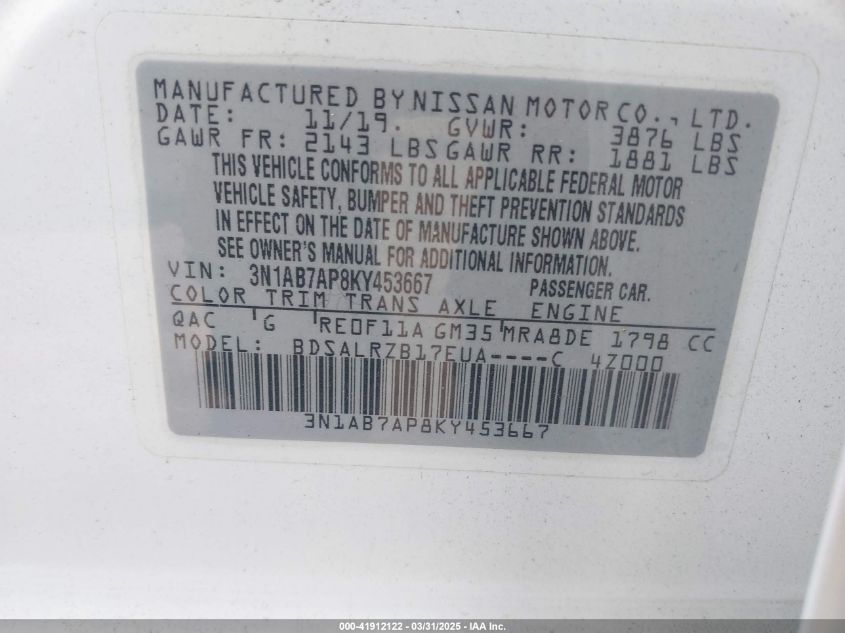 MANUFACTURED BY NISSAN MOTOR CO., LTD.
DATE: 11/19. GVWR: 3876 LBS
GAWR FR: 2143 LBS GAWR RR: 1881 LBS
THIS VEHICLE CONFORMS TO ALL APPLICABLE FEDERAL MOTOR
VEHICLE SAFETY, BUMPER AND THEFT PREVENTION STANDARDS
IN EFFECT ON THE DATE OF MANUFACTURE SHOWN ABOVE.
SEE OWNER'S MANUAL FOR ADDITIONAL INFORMATION.
VIN: 3N1AB7AP8KY453667 PASSENGER CAR.
COLOR TRIM TRANS AXLE ENGINE
QAC G RE0F11A GM35 MRA8DE 1798 CC
MODEL: BDSALRZB17EUA----C 4Z000
3N1AB7AP8KY453667
000-41912122 - 03/31/2025 - IAA Inc.